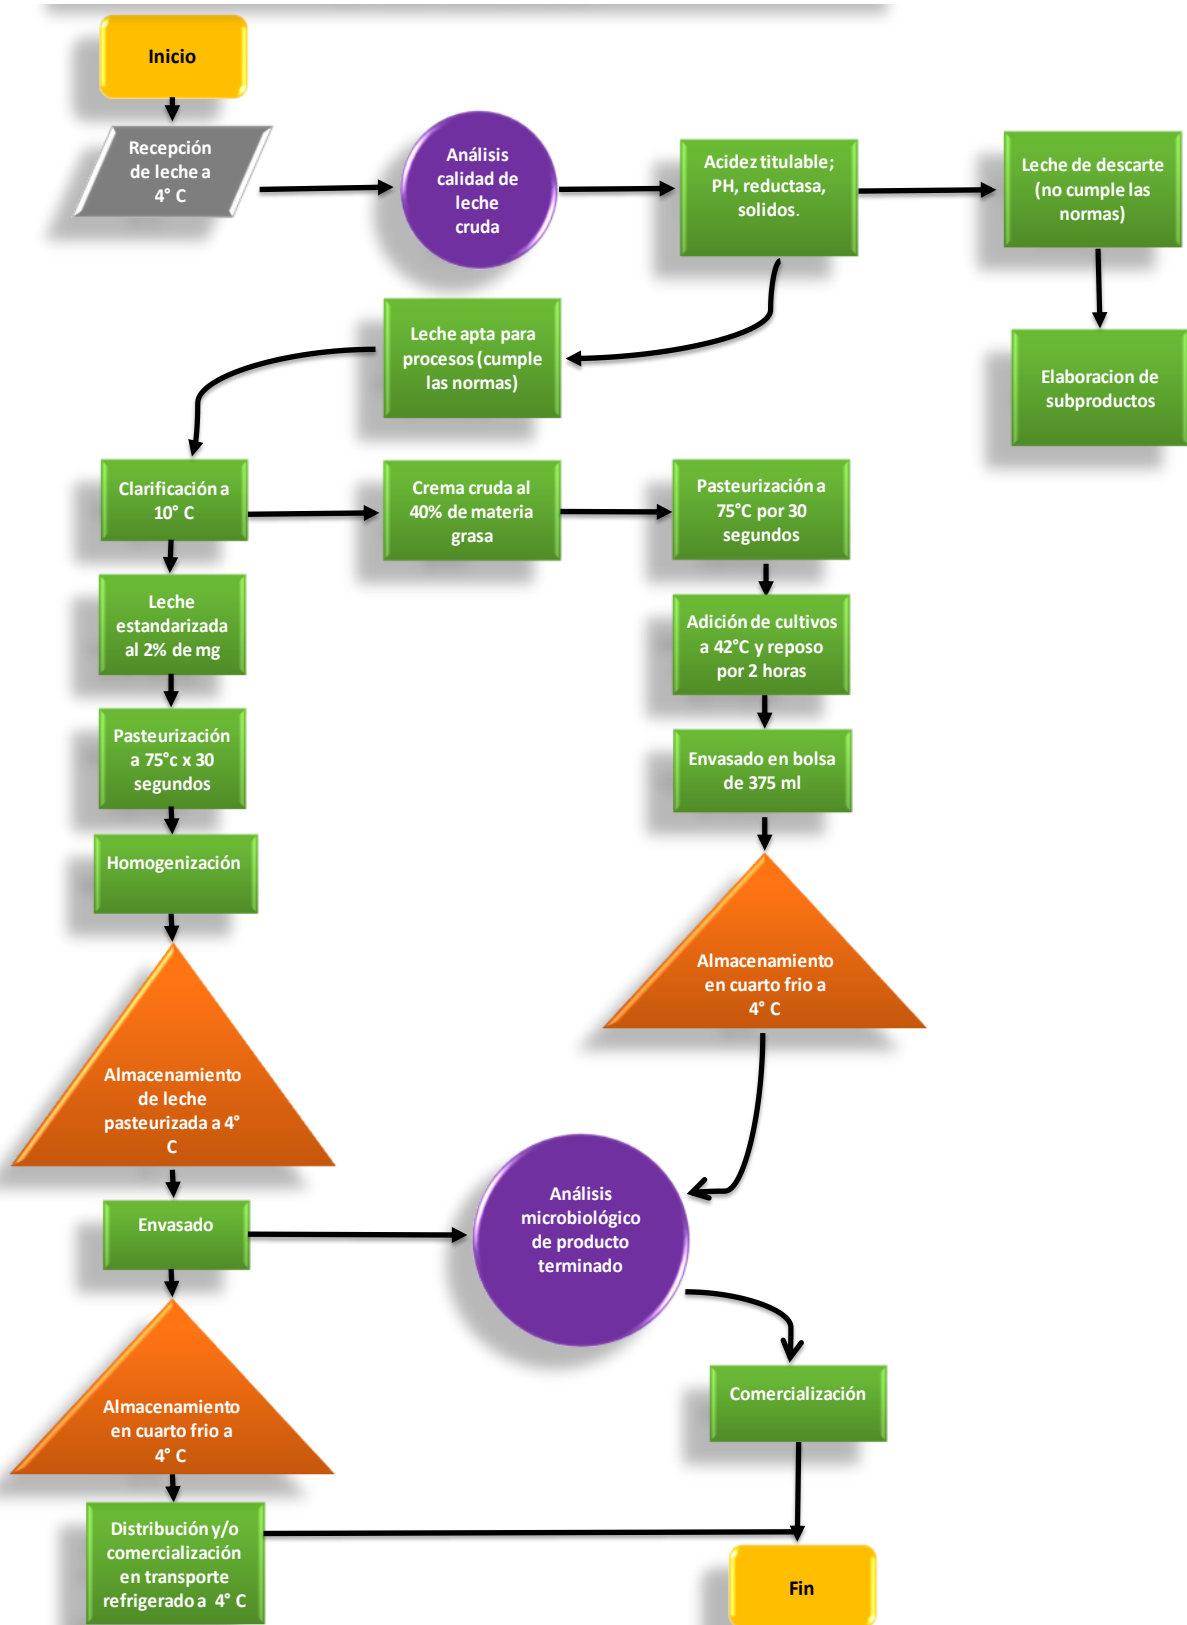 Inicio
Recepción
de leche a
4° C
Análisis
calidad de
leche
cruda
Acidez titulable;
PH, reductasa,
solidos.
Leche de descarte
(no cumple las
normas)
Leche apta para
procesos (cumple
las normas)
Elaboracion de
subproductos
Clarificación a
10° C
Crema cruda al
40% de materia
grasa
Pasteurización a
75°C por 30
segundos
Leche
estandarizada
al 2% de mg
Adición de cultivos
a 42°C y reposo
por 2 horas
Pasteurización
a 75°c x 30
segundos
Envasado en bolsa
de 375 ml
Homogenización
Almacenamiento
en cuarto frio a
4° C
Almacenamiento
de leche
pasteurizada a 4°
C
Análisis
microbiológico
de producto
terminado
Envasado
Comercialización
Almacenamiento
en cuarto frio a
4° C
Distribución y/o
comercialización
en transporte
refrigerado a 4° C
Fin